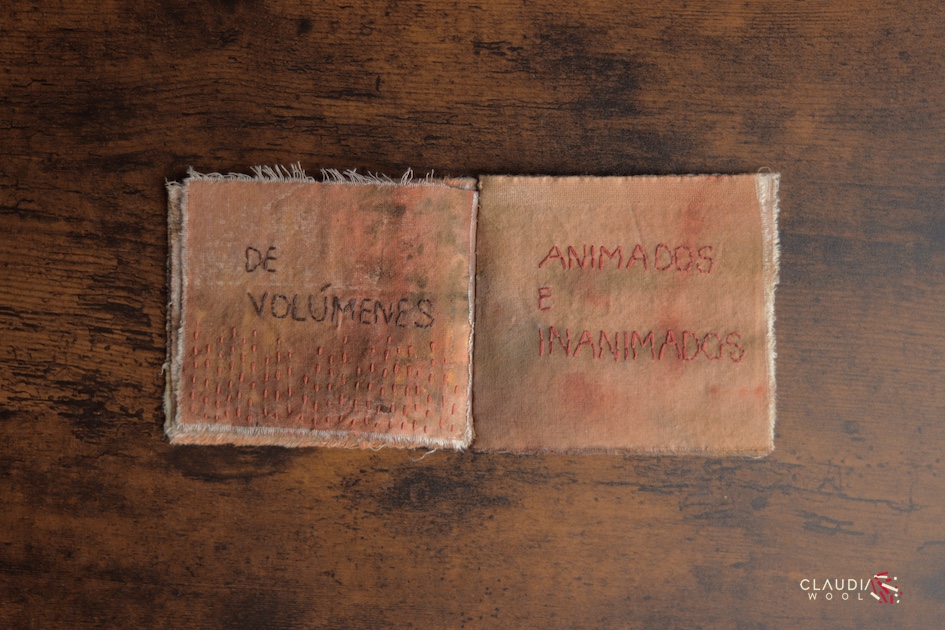 DE
VOLÚMENES
ANIMADOS
E
INANIMADOS
CLAUDIA
WOOL